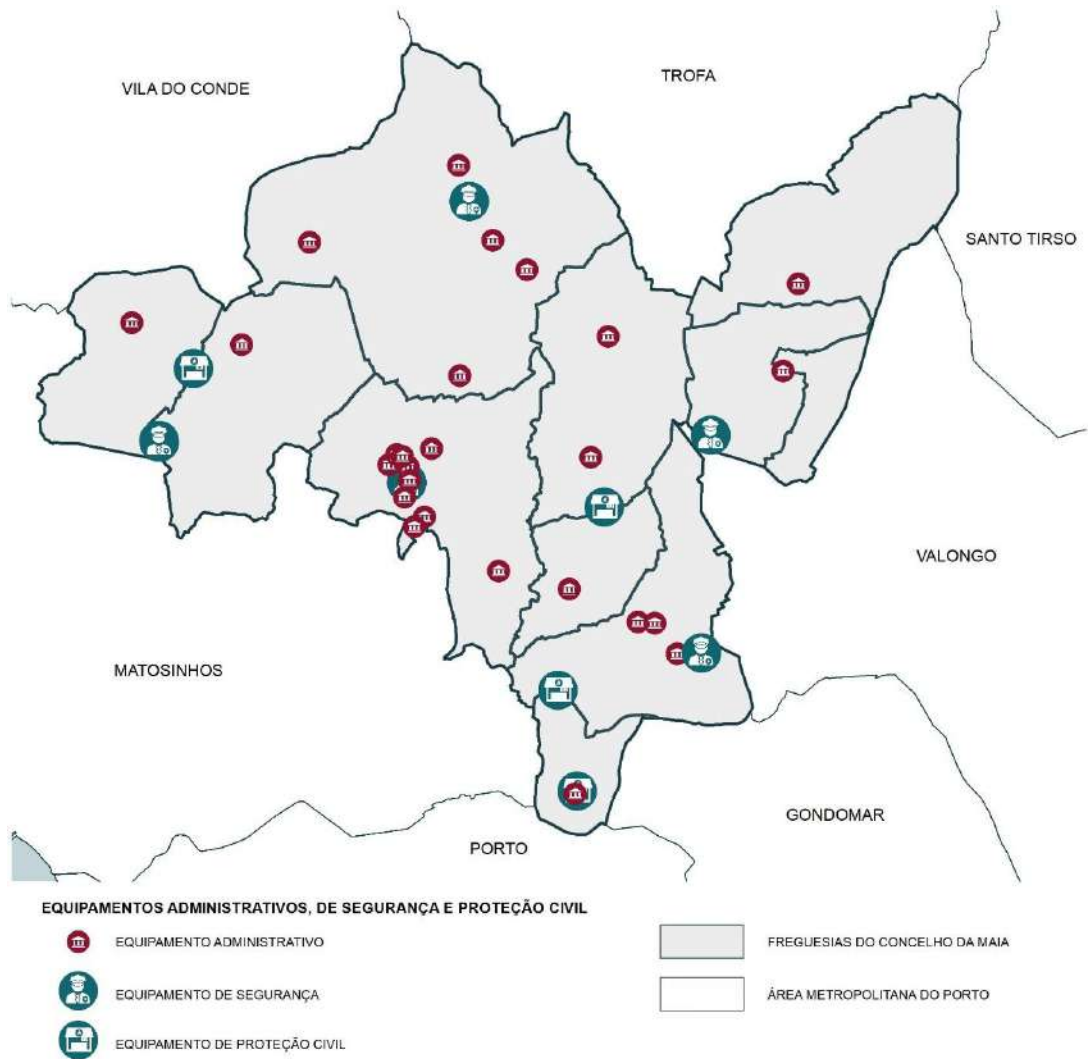 VILA DO CONDE
TROFA
SANTO TIRSO
VALONGO
MATOSINHOS
GONDOMAR
PORTO
EQUIPAMENTOS ADMINISTRATIVOS, DE SEGURANÇA E PROTEÇÃO CIVIL
EQUIPAMENTO ADMINISTRATIVO
EQUIPAMENTO DE SEGURANÇA
EQUIPAMENTO DE PROTEÇÃO CIVIL
FREGUESIAS DO CONCELHO DA MAIA
ÁREA METROPOLITANA DO PORTO